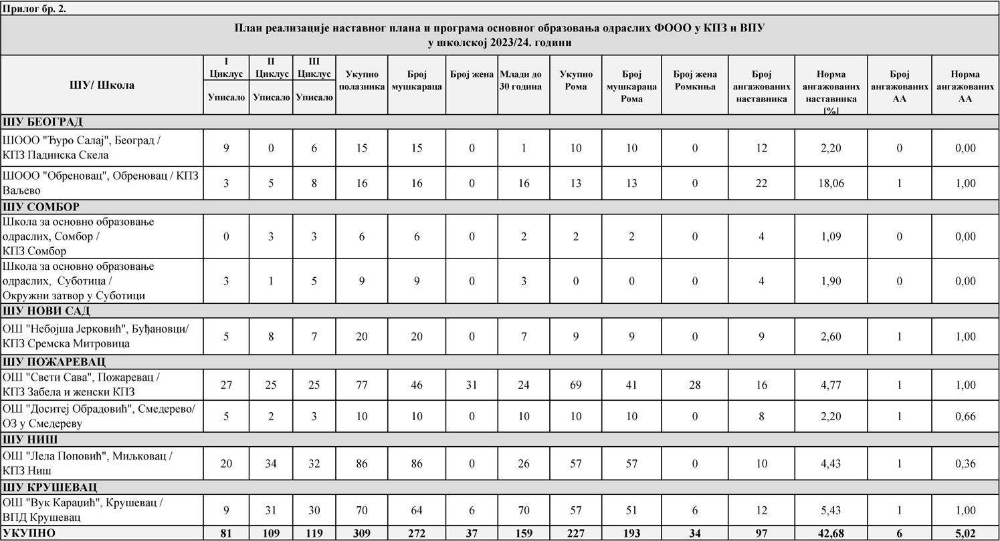 Прилог бр. 2.
План реализације наставног плана и програма основног образовања одраслих ФООО у КПЗ и ВПУ
у школској 2023/24. години
ШУ/ Школа
I
Циклус
Уписало
II
Циклус
Уписало
III
Циклус
Уписало
Укупно
полазника
Број
мушкараца
Број жена
Млади до
30 година
Укупно
Рома
Број
мушкараца
Рома
Број жена
Ромкиња
Број
ангажованих
наставника
Норма
ангажованих
наставника
[%]
Број
ангажованих
АА
Норма
ангажованих
АА
ШУ БЕОГРАД
ШООО "Ђуро Салај", Београд /
КПЗ Падинска Скела
9 0 6 15 15 0 1 10 10 0 12 2,20 0 0,00
ШООО "Обреновац", Обреновац / КПЗ
Ваљево
3 5 8 16 16 0 16 13 13 0 22 18,06 1 1,00
ШУ СОМБОР
Школа за основно образовање
одраслих, Сомбор /
КПЗ Сомбор
0 3 3 6 6 0 2 2 2 0 4 1,09 0 0,00
Школа за основно образовање
одраслих, Суботица /
Окружни затвор у Суботици
3 1 5 9 9 0 3 0 0 0 4 1,90 0 0,00
ШУ НОВИ САД
ОШ "Небојша Јерковић", Буђановци/
КПЗ Сремска Митровица
5 8 7 20 20 0 7 9 9 0 9 2,60 1 1,00
ШУ ПОЖАРЕВАЦ
ОШ "Свети Сава", Пожаревац /
КПЗ Забела и женски КПЗ
27 25 25 77 46 31 24 69 41 28 16 4,77 1 1,00
ОШ "Доситеј Обрадовић", Смедерево/
ОЗ у Смедереву
5 2 3 10 10 0 10 10 10 0 8 2,20 1 0,66
ШУ НИШ
ОШ "Лела Поповић", Миљковац /
КПЗ Ниш
20 34 32 86 86 0 26 57 57 0 10 4,43 1 0,36
ШУ КРУШЕВАЦ
ОШ "Вук Караџић", Крушевац /
ВПД Крушевац
9 31 30 70 64 6 70 57 51 6 12 5,43 1 1,00
УКУПНО 81 109 119 309 272 37 159 227 193 34 97 42,68 6 5,02